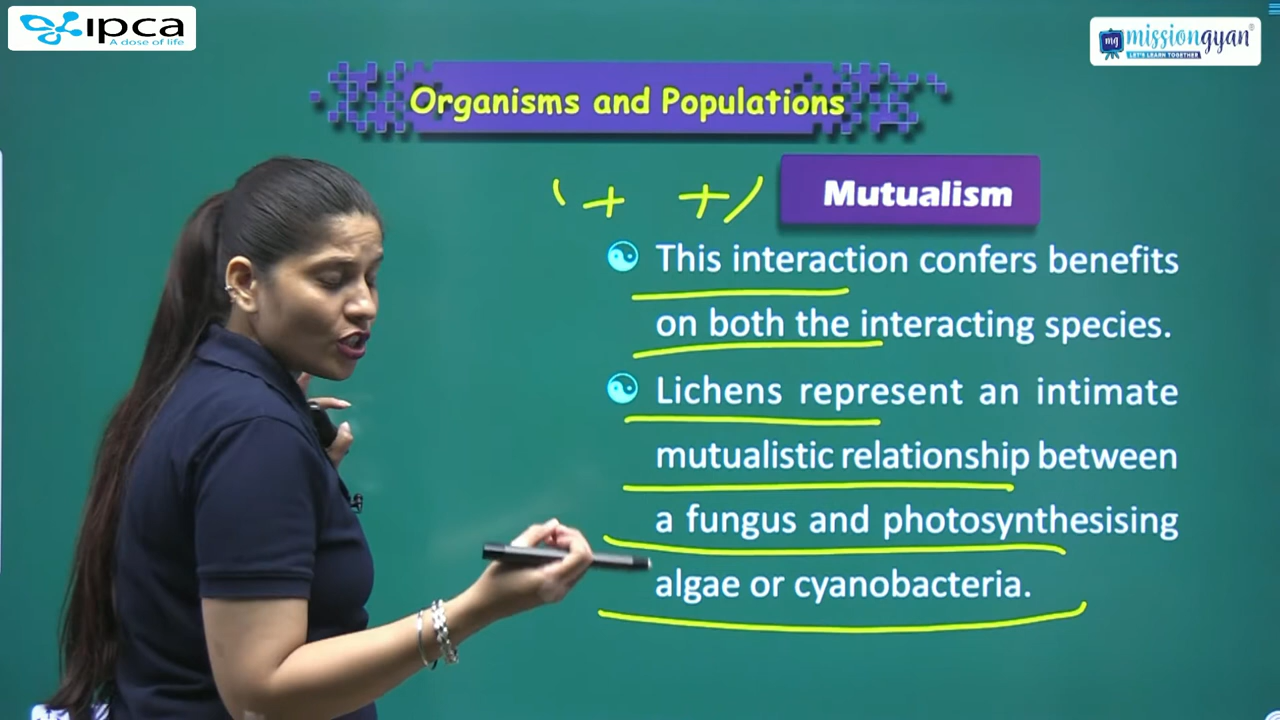 ipca
A dose of life
mg missiongyan®
LET'S LEARN TOGETHER
Organisms and Populations
(+ +)
Mutualism
This interaction confers benefits
on both the interacting species.
Lichens represent an intimate
mutualistic relationship between
a fungus and photosynthesising
algae or cyanobacteria.